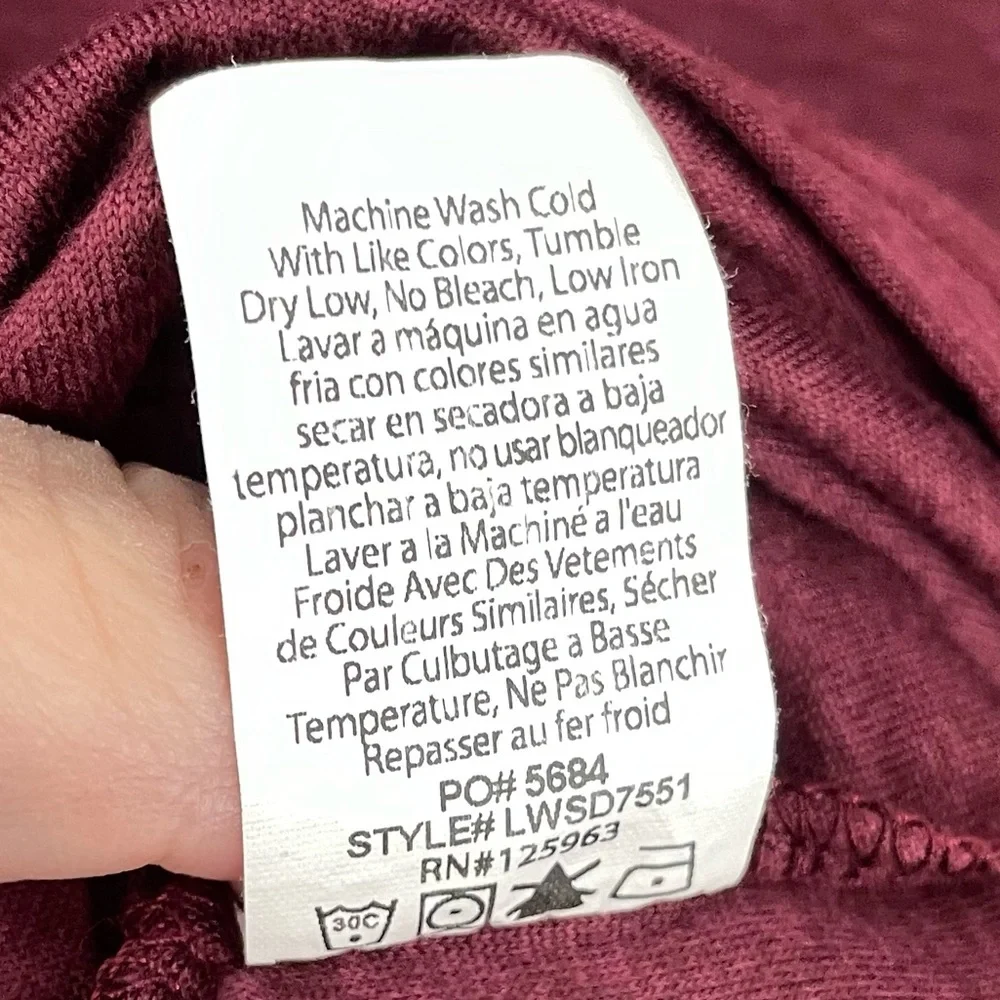 Machine Wash Cold
With Like Colors, Tumble
Dry Low, No Bleach, Low Iron
Lavar a máquina en agua
fria con colores similares
secar en secadora a baja
temperatura, no usar blanqueador
planchar a baja temperatura
Laver a la Machiné a l'eau
Froide Avec Des Vetements
de Couleurs Similaires, Sécher
Par Culbutage a Basse
Temperature, Ne Pas Blanchir
Repasser au fer froid
PO# 5684
STYLE# LWSD7551
RN#125963
30C